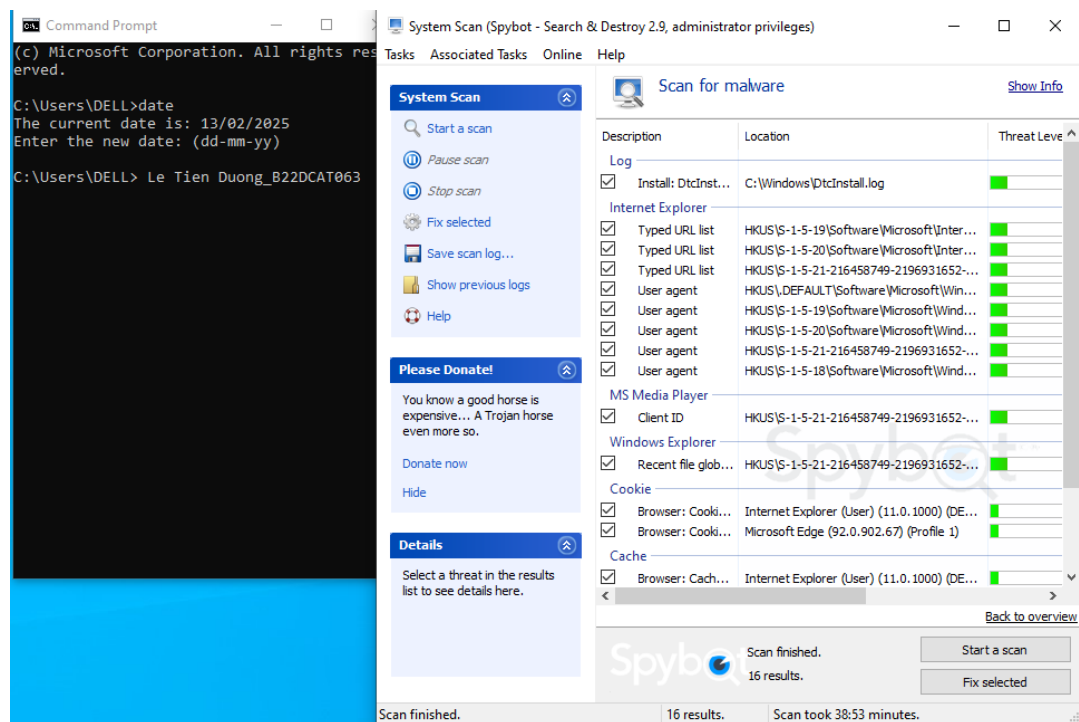 Command Prompt
(c) Microsoft Corporation. All rights res
erved.
C:\Users\DELL>date
The current date is: 13/02/2025
Enter the new date: (dd-mm-yy)
C:\Users\DELL> Le Tien Duong_B22DCAT063
System Scan (Spybot - Search & Destroy 2.9, administrator privileges)
Tasks Associated Tasks Online Help
System Scan
Start a scan
Pause scan
Stop scan
Fix selected
Save scan log...
Show previous logs
Help
Please Donate!
You know a good horse is
expensive... A Trojan horse
even more so.
Donate now
Hide
Details
Select a threat in the results
list to see details here.
Scan for malware
Show Info
Description Location Threat Leve
Log
Install: DtcInst... C:\Windows\DtcInstall.log
Internet Explorer
Typed URL list HKUS\S-1-5-19\Software\Microsoft\Inter...
Typed URL list HKUS\S-1-5-20\Software\Microsoft\Inter...
Typed URL list HKUS\S-1-5-21-216458749-2196931652-...
User agent HKUS\.DEFAULT\Software\Microsoft\Win...
User agent HKUS\S-1-5-19\Software\Microsoft\Wind...
User agent HKUS\S-1-5-20\Software\Microsoft\Wind...
User agent HKUS\S-1-5-21-216458749-2196931652-...
User agent HKUS\S-1-5-18\Software\Microsoft\Wind...
MS Media Player
Client ID HKUS\S-1-5-21-216458749-2196931652-...
Windows Explorer
Recent file glob... HKUS\S-1-5-21-216458749-2196931652-...
Cookie
Browser: Cooki... Internet Explorer (User) (11.0.1000) (DE...
Browser: Cooki... Microsoft Edge (92.0.902.67) (Profile 1)
Cache
Browser: Cach... Internet Explorer (User) (11.0.1000) (DE...
Spybot
Back to overview
Spybot
Scan finished.
16 results.
Start a scan
Fix selected
Scan finished. 16 results. Scan took 38:53 minutes.